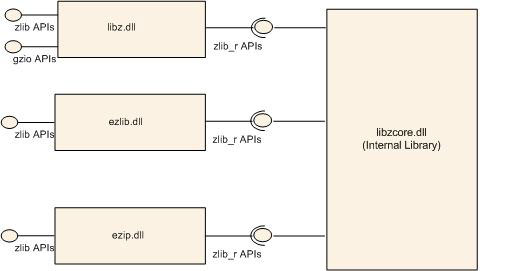 libz.dll
zlib APIs
gzio APIs
zlib_r APIs
ezlib.dll
zlib APIs
zlib_r APIs
libzcore.dll
(Internal Library)
ezip.dll
zlib APIs
zlib_r APIs